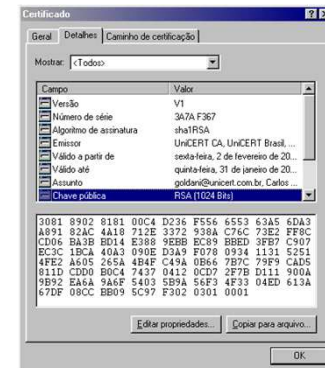 Certificado
Geral Detalhes Caminho de certificação
Mostrar: <Todos>
Campo Valor
Versão V1
Número de série 3A7A F367
Algoritmo de assinatura sha1RSA
Emissor UniCERT CA, UniCERT Brasil, ...
Válido a partir de sexta-feira, 2 de fevereiro de 20...
Válido até quinta-feira, 31 de janeiro de 20...
Assunto goldani@unicert.com.br, Carlos ...
Chave pública RSA (1024 Bits)
3081 8902 8181 00C4 D236 F556 6553 63A5 6DA3
A891 82AC 4A18 712E 3372 938A C76C 73E2 FF8C
CD06 BA3B BD14 E388 9EBB EC89 BBED 3FB7 C907
EC3C 1BCA 40A3 090E D3A9 F078 0934 1131 5251
4FE2 A605 265A 4B4F C49A 0B66 7B7C 79F9 CAD5
811D CDD0 B0C4 7437 0412 0CD7 2F7B D111 900A
9B92 EA6A 9A6F 5403 5B9A 56F3 4F33 04ED 613A
67DF 08CC BB09 5C97 F302 0301 0001
Editar propriedades... Copiar para arquivo...
OK